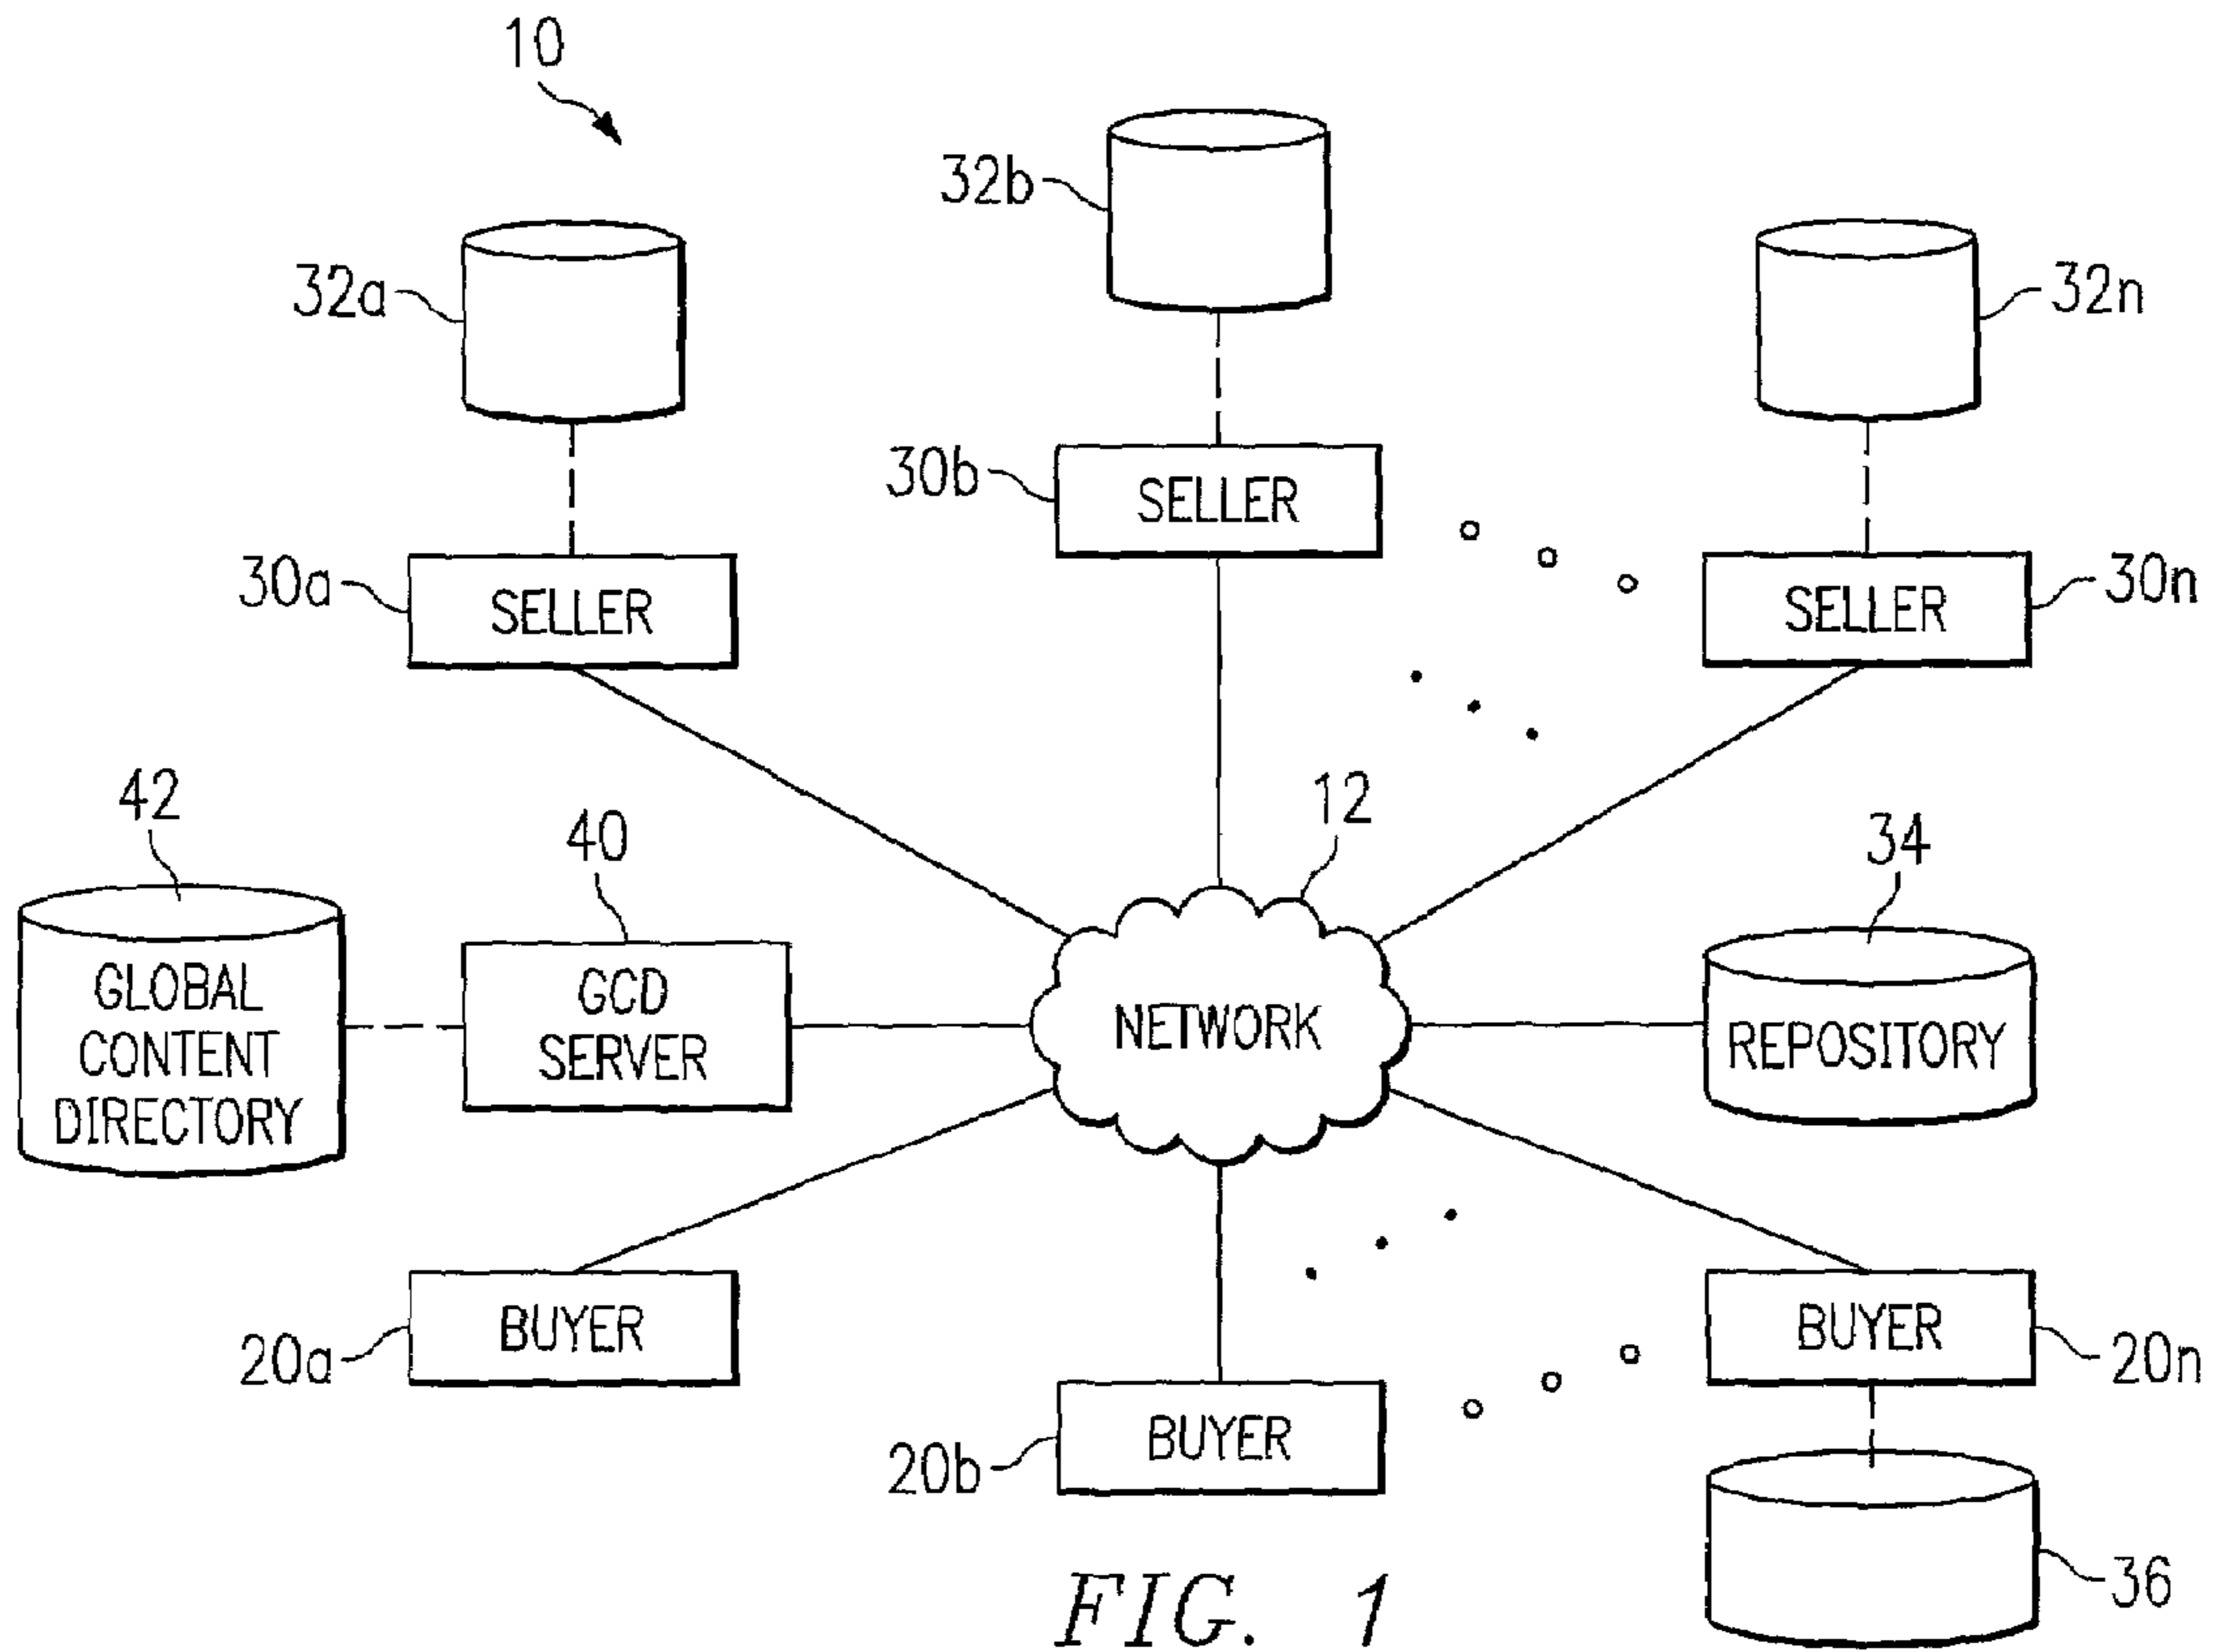 10
32b
32a
32n
30b
SELLER
30a
SELLER
SELLER
30n
42
40
12
34
GLOBAL
CONTENT
DIRECTORY
GCD
SERVER
NETWORK
REPOSITORY
BUYER
20a
BUYER
20n
BUYER
20b
36
FIG. 1